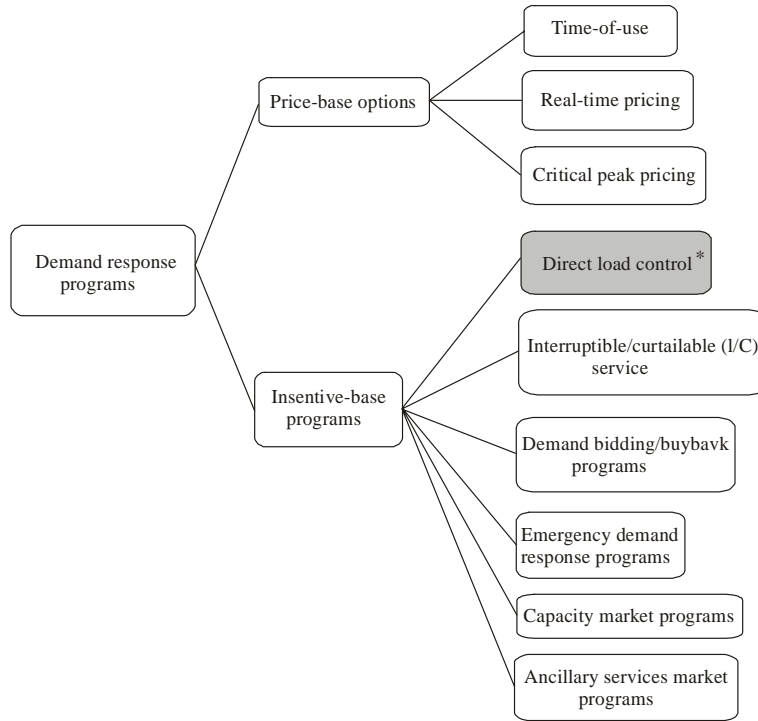 Time-of-use
Price-base options
Real-time pricing
Critical peak pricing
Demand response
programs
Direct load control*
Interruptible/curtailable (I/C)
service
Insentive-base
programs
Demand bidding/buybavk
programs
Emergency demand
response programs
Capacity market programs
Ancillary services market
programs